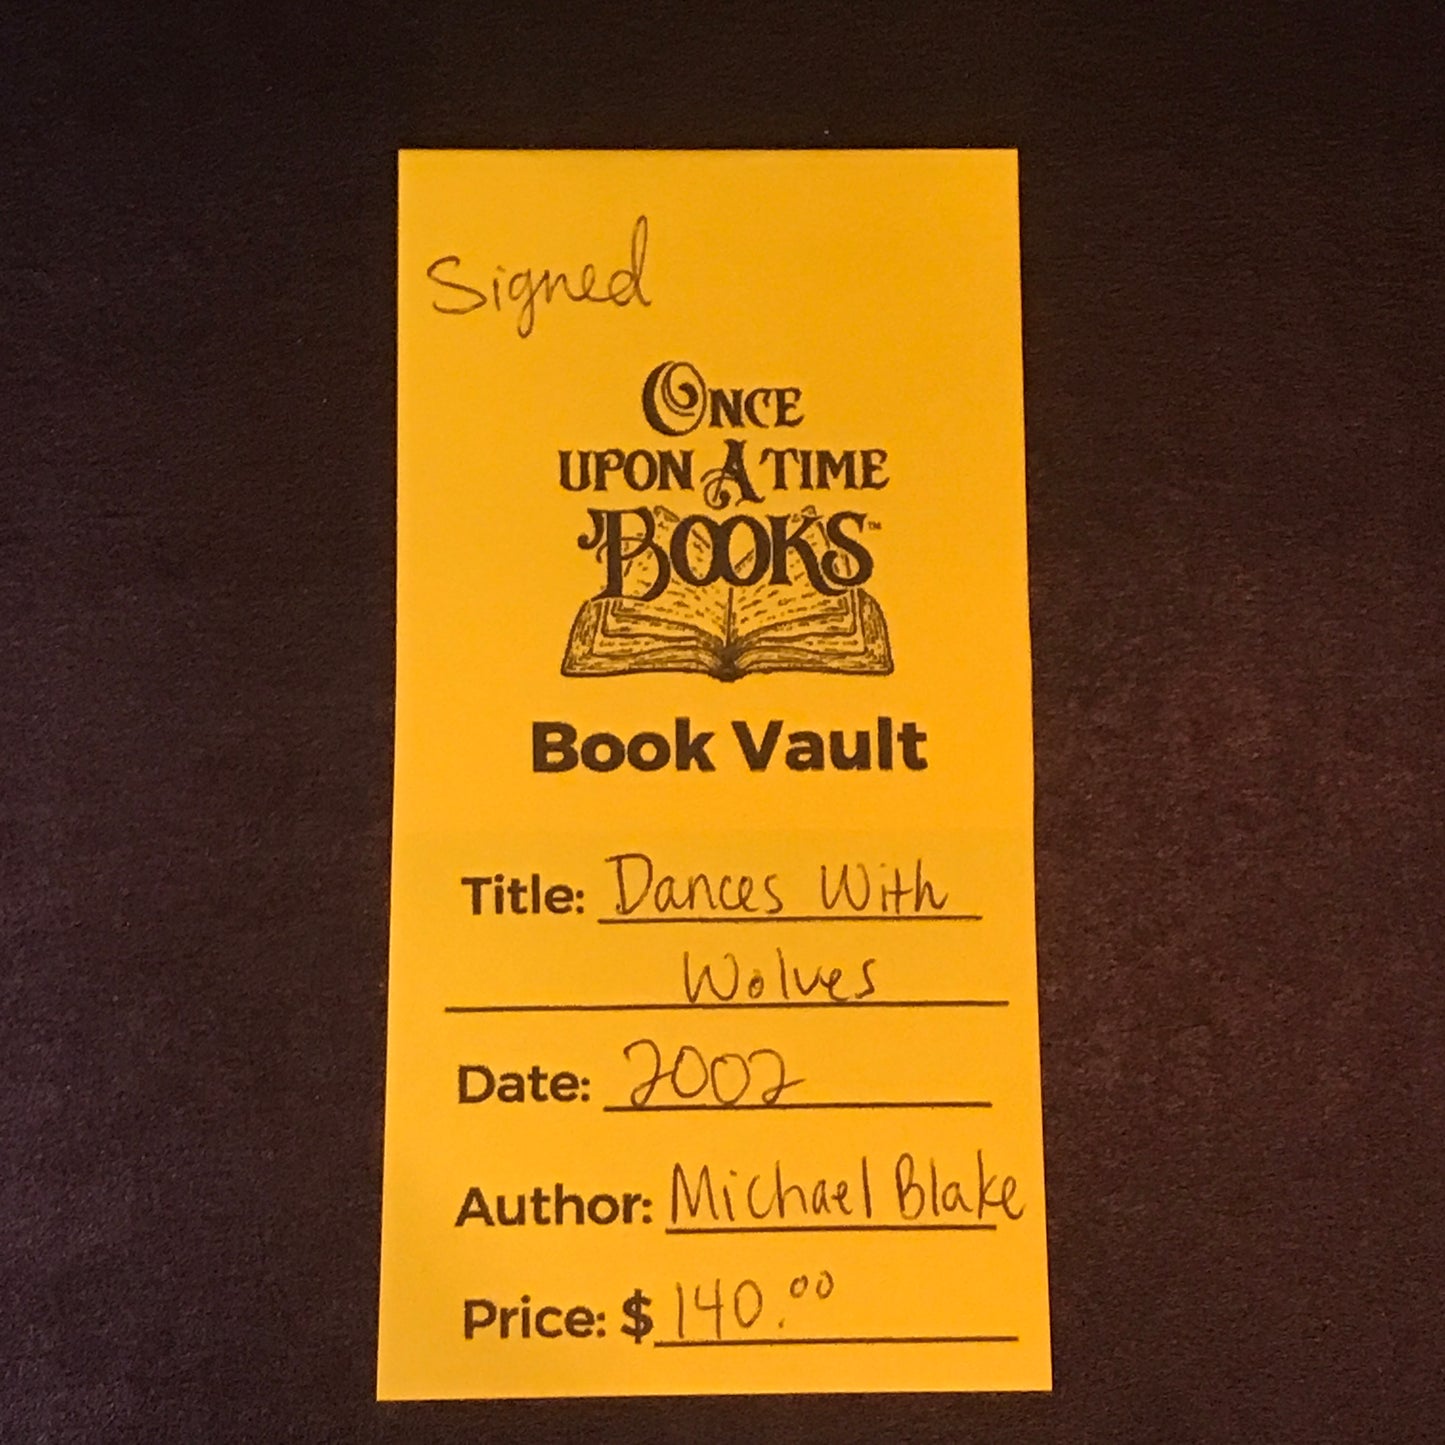 Signed
ONCE
UPON A TIME
BOOKS™
Book Vault
Title: Dances With
Wolves
Date: 2002
Author: Michael Blake
Price: $140.00